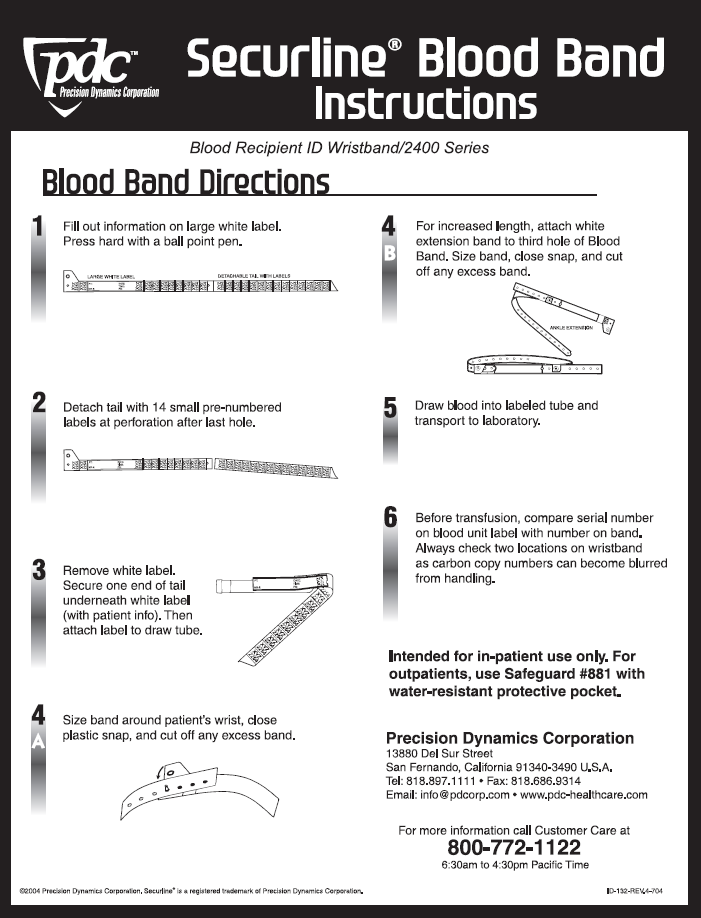 pdc™
Precision Dynamics Corporation
Securline® Blood Band
Instructions
Blood Recipient ID Wristband/2400 Series
Blood Band Directions
1
Fill out information on large white label.
Press hard with a ball point pen.
LARGE WHITE LABEL
DETACHABLE TAIL WITH LABELS
2
Detach tail with 14 small pre-numbered
labels at perforation after last hole.
3
Remove white label.
Secure one end of tail
underneath white label
(with patient info). Then
attach label to draw tube.
4
A
Size band around patient's wrist, close
plastic snap, and cut off any excess band.
4
B
For increased length, attach white
extension band to third hole of Blood
Band. Size band, close snap, and cut
off any excess band.
ANKLE EXTENSION
5
Draw blood into labeled tube and
transport to laboratory.
6
Before transfusion, compare serial number
on blood unit label with number on band.
Always check two locations on wristband
as carbon copy numbers can become blurred
from handling.
Intended for in-patient use only. For
outpatients, use Safeguard #881 with
water-resistant protective pocket.
Precision Dynamics Corporation
13880 Del Sur Street
San Fernando, California 91340-3490 U.S.A.
Tel: 818.897.1111 • Fax: 818.686.9314
Email: info@pdcorp.com • www.pdc-healthcare.com
For more information call Customer Care at
800-772-1122
6:30am to 4:30pm Pacific Time
©2004 Precision Dynamics Corporation. Securline® is a registered trademark of Precision Dynamics Corporation.
ID-132-REV.4-704